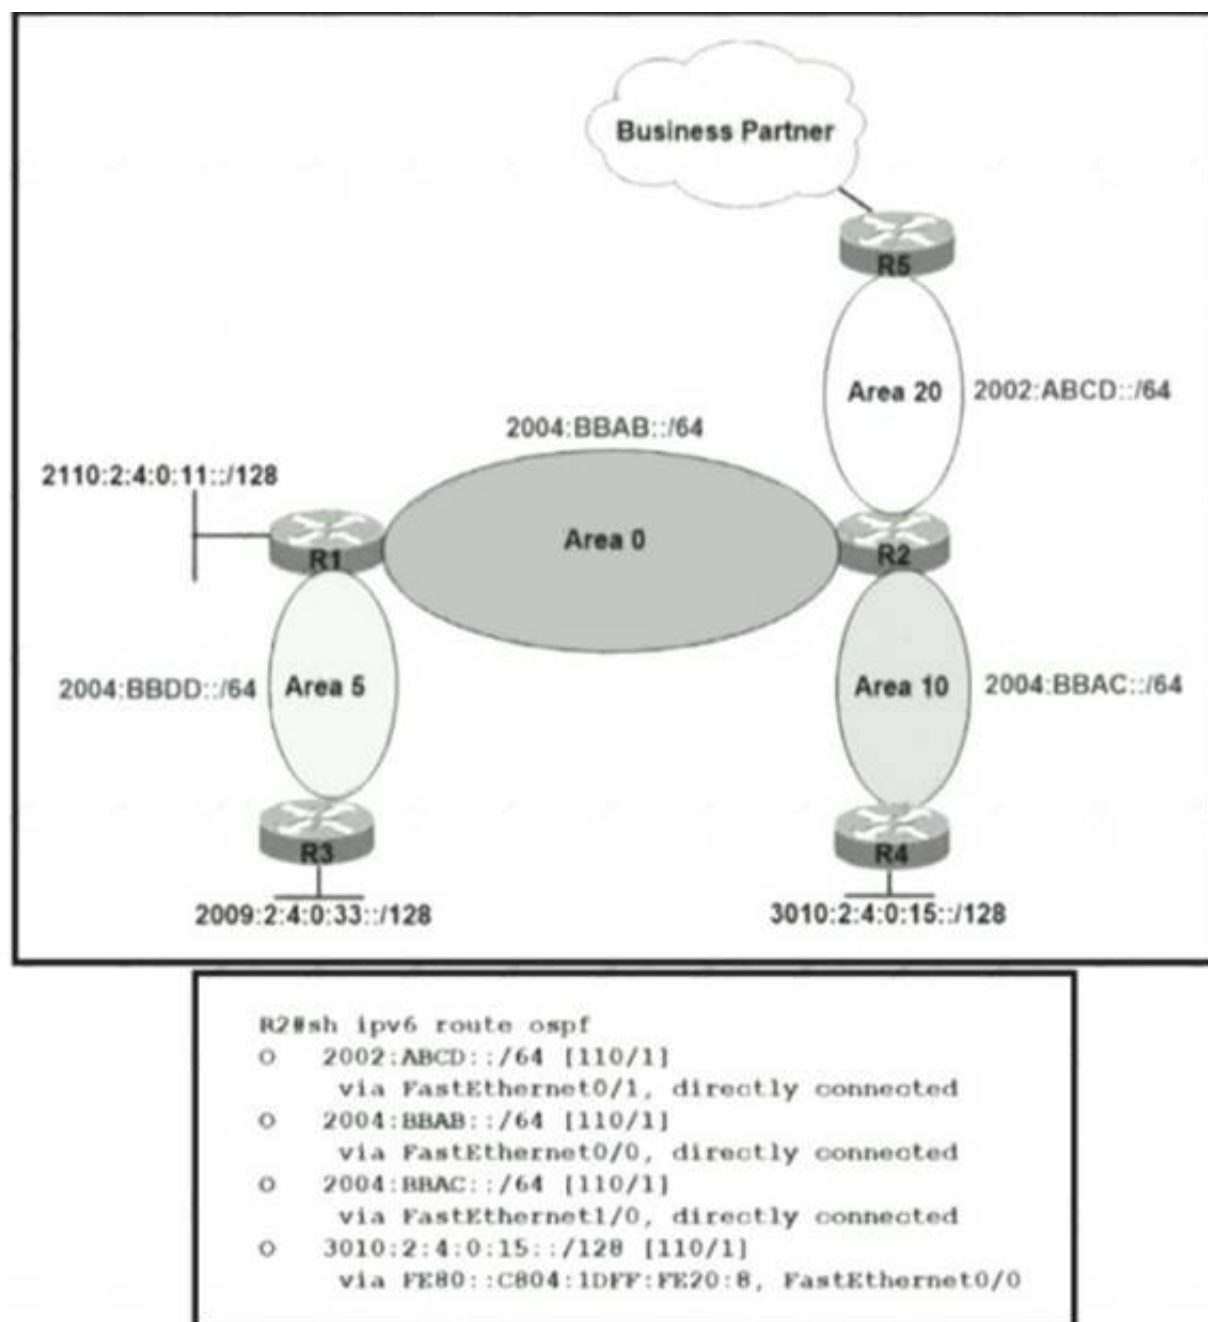 Business Partner
R5
Area 20
2002:ABCD::/64
2004:BBAB::/64
2110:2:4:0:11::/128
Area 0
R1
R2
2004:BBDD::/64
Area 5
Area 10
2004:BBAC::/64
R3
R4
2009:2:4:0:33::/128
3010:2:4:0:15::/128
R2#sh ipv6 route ospf
O 2002:ABCD::/64 [110/1]
via FastEthernet0/1, directly connected
O 2004:BBAB::/64 [110/1]
via FastEthernet0/0, directly connected
O 2004:BBAC::/64 [110/1]
via FastEthernet1/0, directly connected
O 3010:2:4:0:15::/128 [110/1]
via FE80::C804:1DFF:FE20:8, FastEthernet0/0